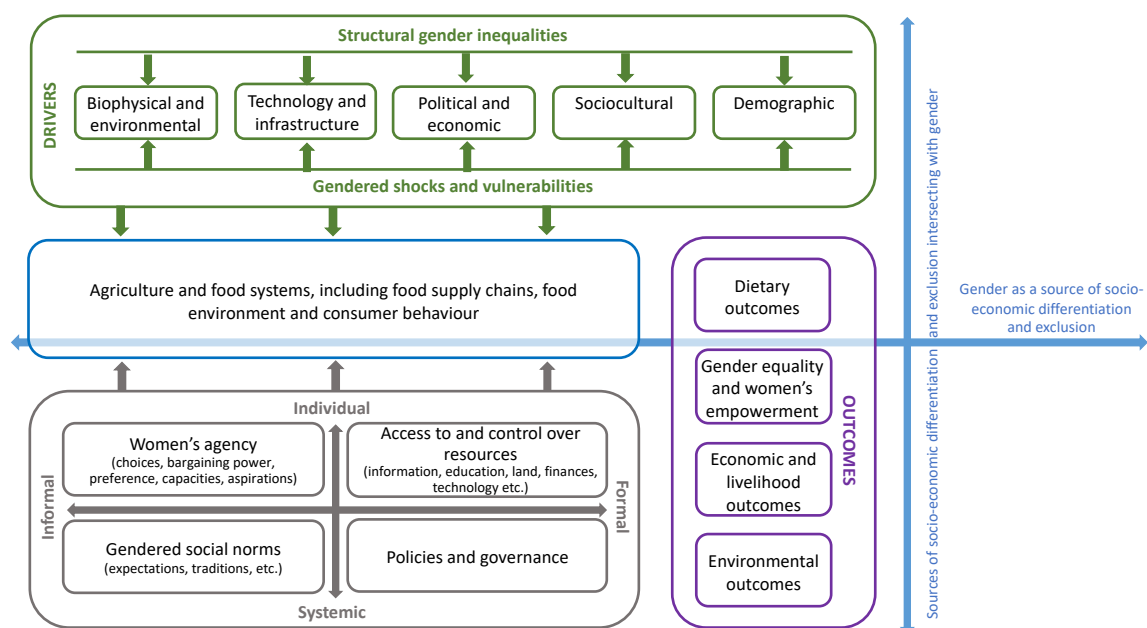 Structural gender inequalities
DRIVERS
Biophysical and
environmental
Technology and
infrastructure
Political and
economic
Sociocultural
Demographic
Gendered shocks and vulnerabilities
Agriculture and food systems, including food supply chains, food
environment and consumer behaviour
Individual
Informal
Formal
Women’s agency
(choices, bargaining power,
preference, capacities, aspirations)
Access to and control over
resources
(information, education, land, finances,
technology etc.)
Gendered social norms
(expectations, traditions, etc.)
Policies and governance
Systemic
OUTCOMES
Dietary
outcomes
Gender equality
and women’s
empowerment
Economic and
livelihood
outcomes
Environmental
outcomes
Sources of socio-economic differentiation and exclusion intersecting with gender
Gender as a source of socio-
economic differentiation
and exclusion